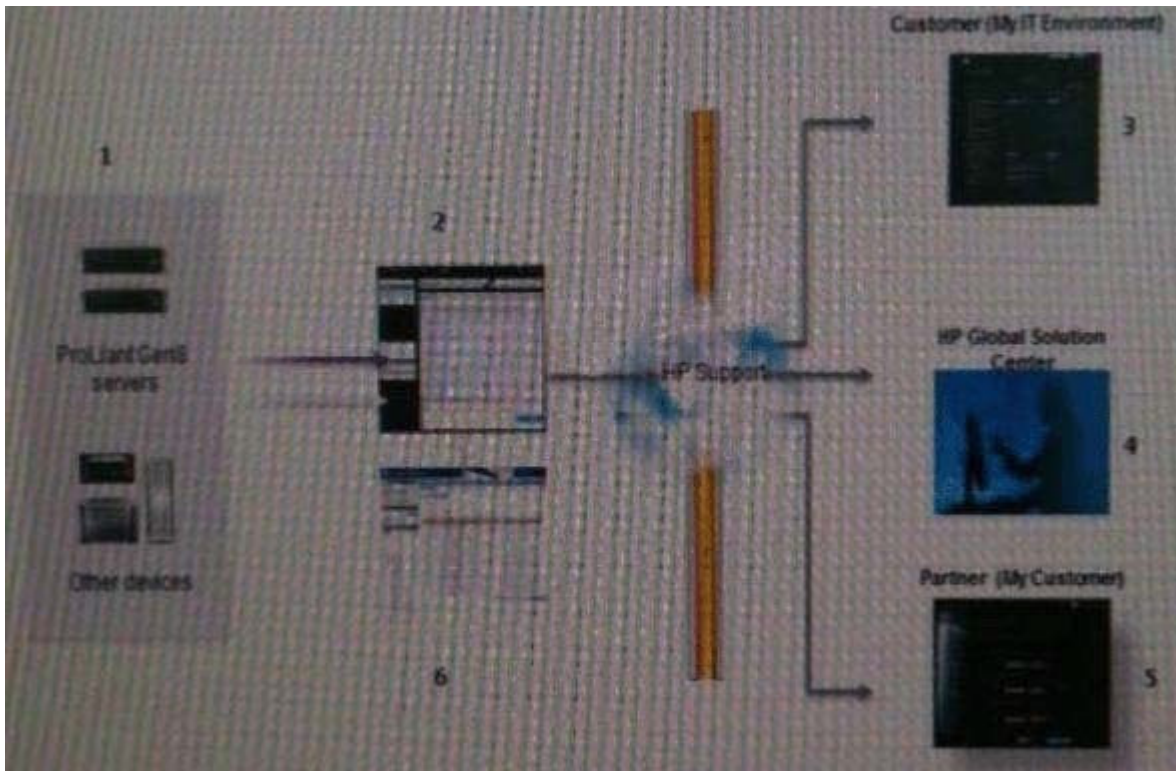 Customer (My IT Environment)
3
1
2
ProLiant Gen8
servers
HP Support
HP Global Solution
Center
4
Other devices
Partner (My Customer)
5
6